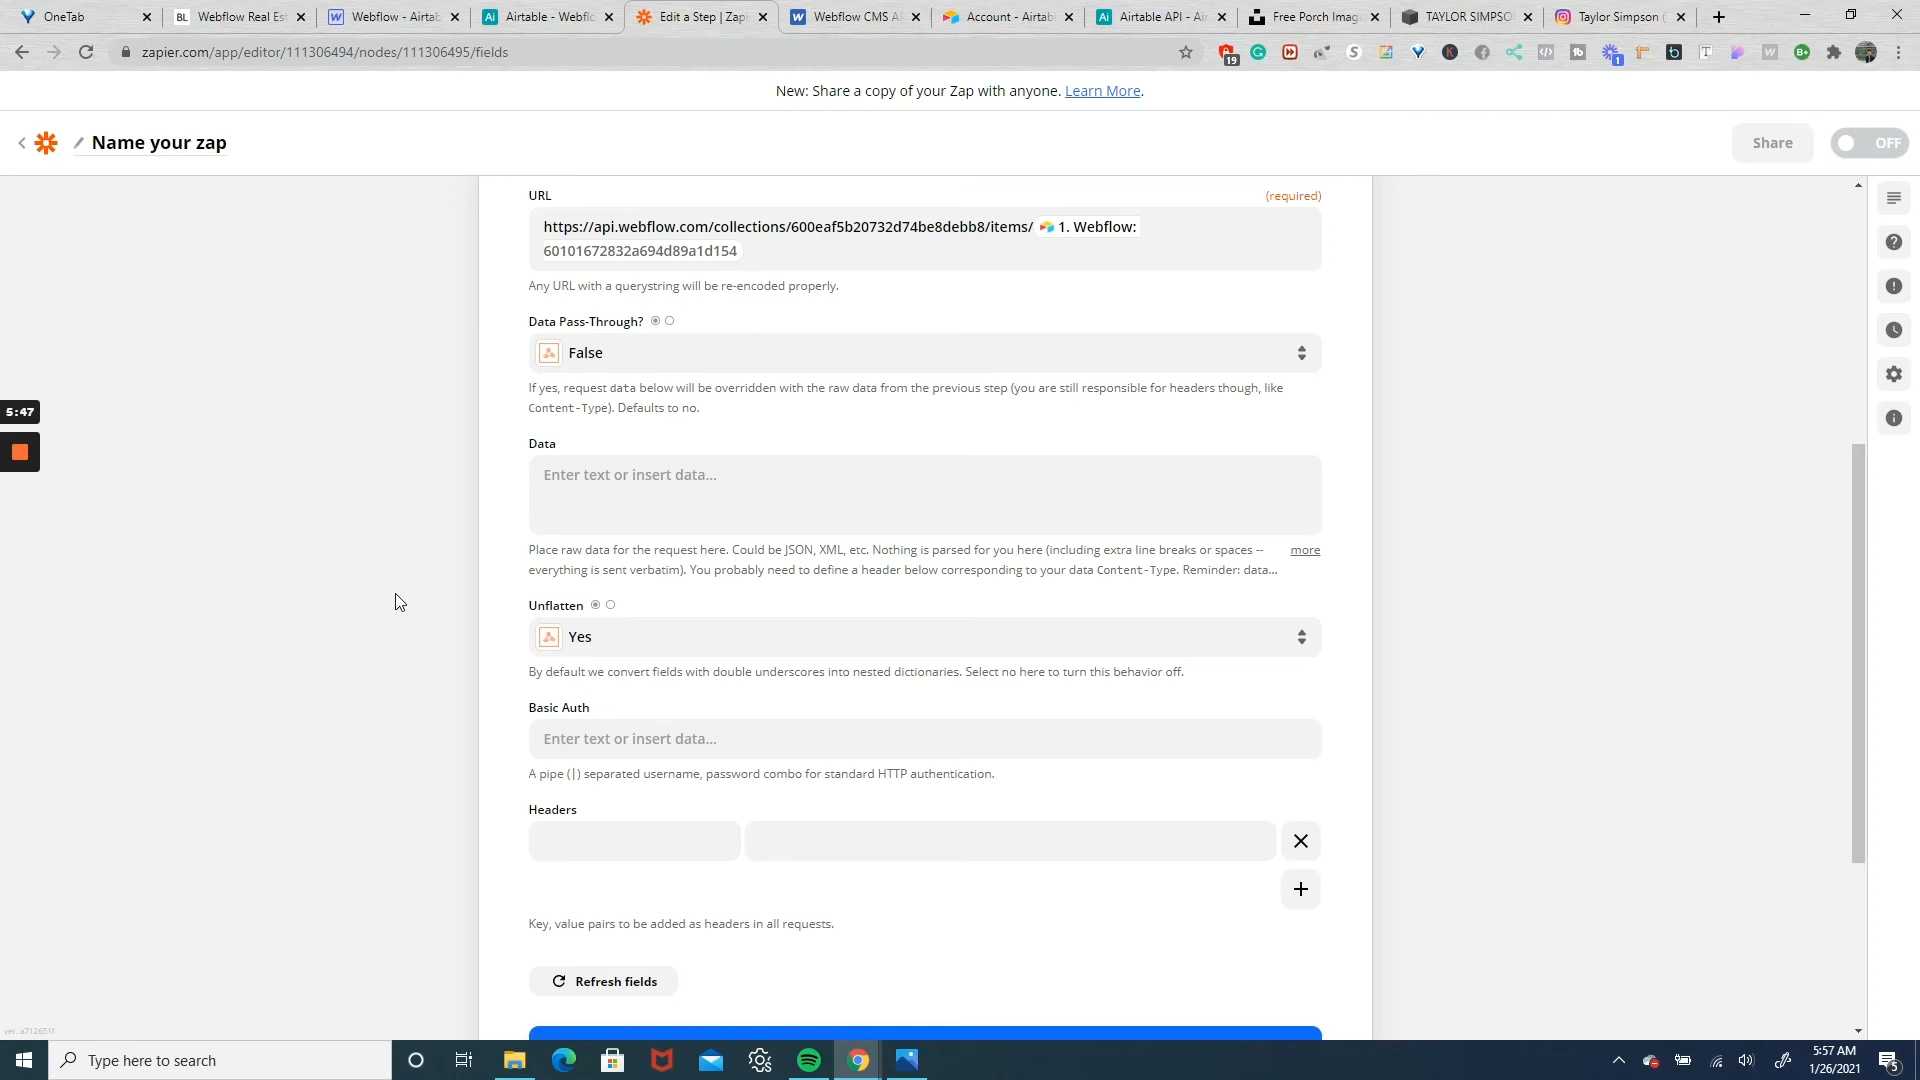 OneTab
BL Webflow Real Es
Webflow - Airtab
Ai Airtable - Webflo
Edit a Step | Zapi
Webflow CMS A
Account - Airtab
Ai Airtable API - Air
Free Porch Imag
TAYLOR SIMPSO
Taylor Simpson (
zapier.com/app/editor/111306494/nodes/111306495/fields
19
1
New: Share a copy of your Zap with anyone. Learn More.
Name your zap
Share
OFF
URL
(required)
https://api.webflow.com/collections/600eaf5b20732d74be8debb8/items/ 1. Webflow:
60101672832a694d89a1d154
Any URL with a querystring will be re-encoded properly.
Data Pass-Through?
False
If yes, request data below will be overridden with the raw data from the previous step (you are still responsible for headers though, like
Content-Type). Defaults to no.
5:47
Data
Enter text or insert data...
Place raw data for the request here. Could be JSON, XML, etc. Nothing is parsed for you here (including extra line breaks or spaces --
more
everything is sent verbatim). You probably need to define a header below corresponding to your data Content-Type. Reminder: data...
Unflatten
Yes
By default we convert fields with double underscores into nested dictionaries. Select no here to turn this behavior off.
Basic Auth
Enter text or insert data...
A pipe (|) separated username, password combo for standard HTTP authentication.
Headers
Key, value pairs to be added as headers in all requests.
Refresh fields
Type here to search
5:57 AM
1/26/2021
5